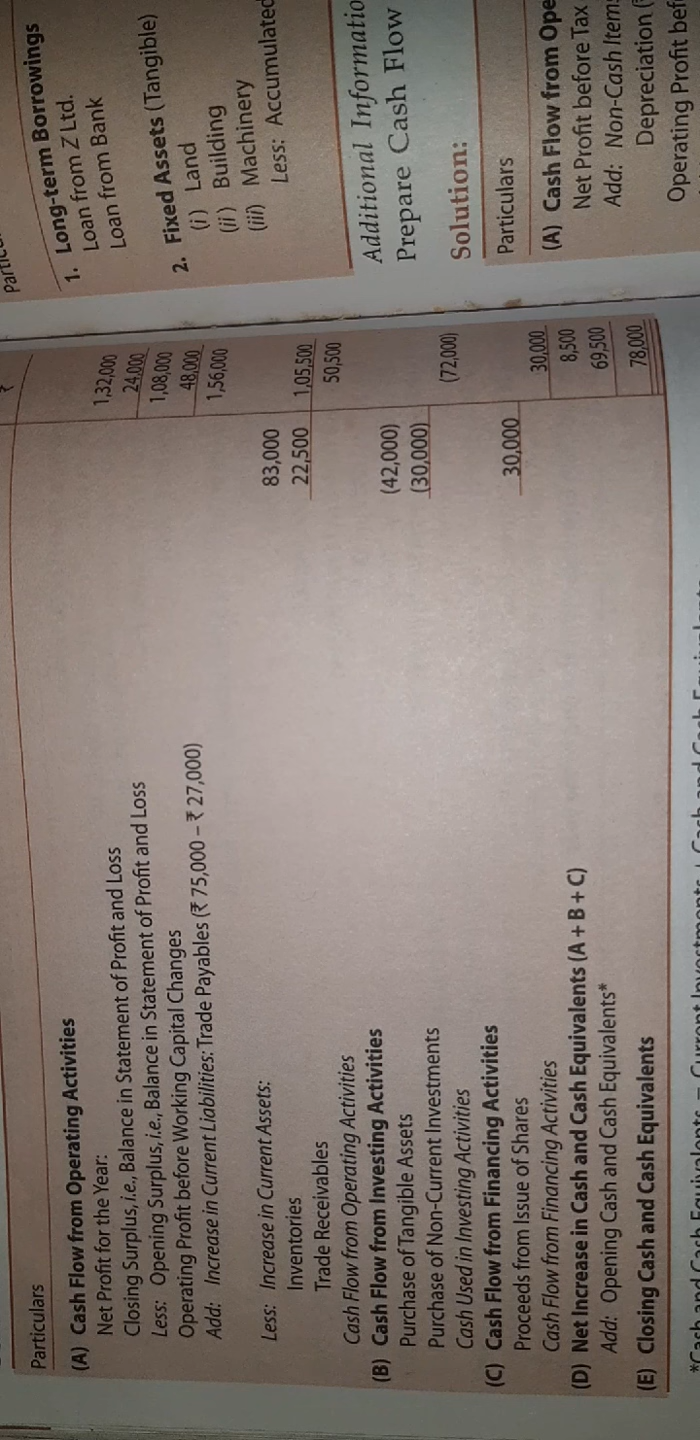 Particulars ₹
(A) Cash Flow from Operating Activities
Net Profit for the Year:
Closing Surplus, i.e., Balance in Statement of Profit and Loss 1,32,000
Less: Opening Surplus, i.e., Balance in Statement of Profit and Loss 24,000
Operating Profit before Working Capital Changes 1,08,000
Add: Increase in Current Liabilities: Trade Payables (₹ 75,000 – ₹ 27,000) 48,000
1,56,000
Less: Increase in Current Assets:
Inventories 83,000
Trade Receivables 22,500 1,05,500
Cash Flow from Operating Activities 50,500
(B) Cash Flow from Investing Activities
Purchase of Tangible Assets (42,000)
Purchase of Non-Current Investments (30,000)
Cash Used in Investing Activities (72,000)
(C) Cash Flow from Financing Activities
Proceeds from Issue of Shares 30,000
Cash Flow from Financing Activities 30,000
(D) Net Increase in Cash and Cash Equivalents (A + B + C) 8,500
Add: Opening Cash and Cash Equivalents* 69,500
(E) Closing Cash and Cash Equivalents 78,000
*Cash and Cash Equivalents = Current Investments + Cash and Cash
1. Long-term Borrowings
Loan from Z Ltd.
Loan from Bank
2. Fixed Assets (Tangible)
(i) Land
(ii) Building
(iii) Machinery
Less: Accumulated
Additional Informatio
Prepare Cash Flow
Solution:
Particulars
(A) Cash Flow from Ope
Net Profit before Tax
Add: Non-Cash Items
Depreciation (
Operating Profit bef